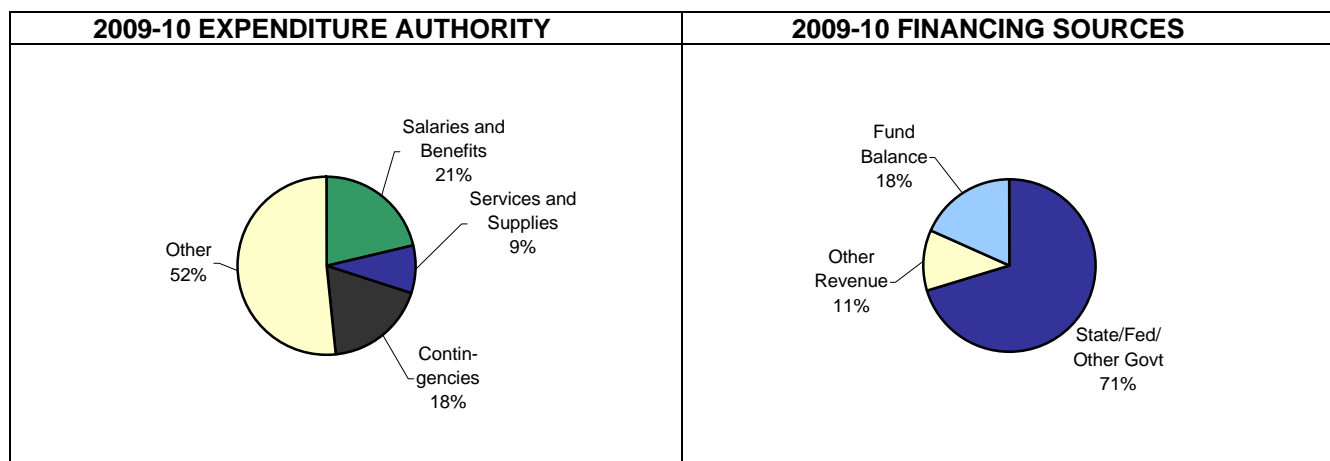 2009-10 EXPENDITURE AUTHORITY
Salaries and
Benefits
21%
Services and
Supplies
9%
Other
52%
Contin-
gencies
18%
2009-10 FINANCING SOURCES
Fund
Balance
18%
Other
Revenue
11%
State/Fed/
Other Govt
71%